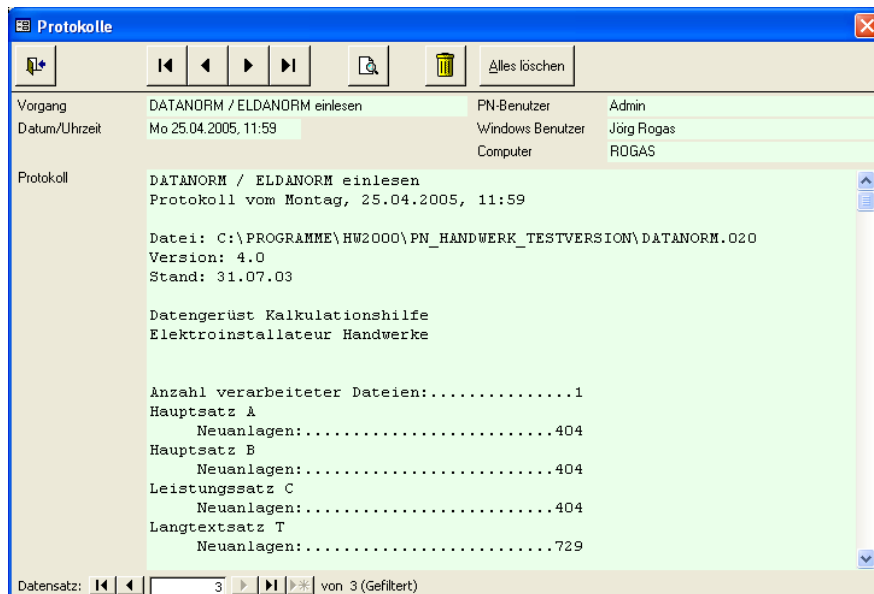 Protokolle
Alles löschen
Vorgang DATANORM / ELDANORM einlesen PN-Benutzer Admin
Datum/Uhrzeit Mo 25.04.2005, 11:59 Windows Benutzer Jörg Rogas
Computer ROGAS
Protokoll
DATANORM / ELDANORM einlesen
Protokoll vom Montag, 25.04.2005, 11:59
Datei: C:\PROGRAMME\HW2000\PN_HANDWERK_TESTVERSION\DATANORM.020
Version: 4.0
Stand: 31.07.03
Datengerüst Kalkulationshilfe
Elektroinstallateur Handwerke
Anzahl verarbeiteter Dateien:...............1
Hauptsatz A
Neuanlagen:..........................404
Hauptsatz B
Neuanlagen:..........................404
Leistungssatz C
Neuanlagen:..........................404
Langtextsatz T
Neuanlagen:..........................729
Datensatz: 3 von 3 (Gefiltert)